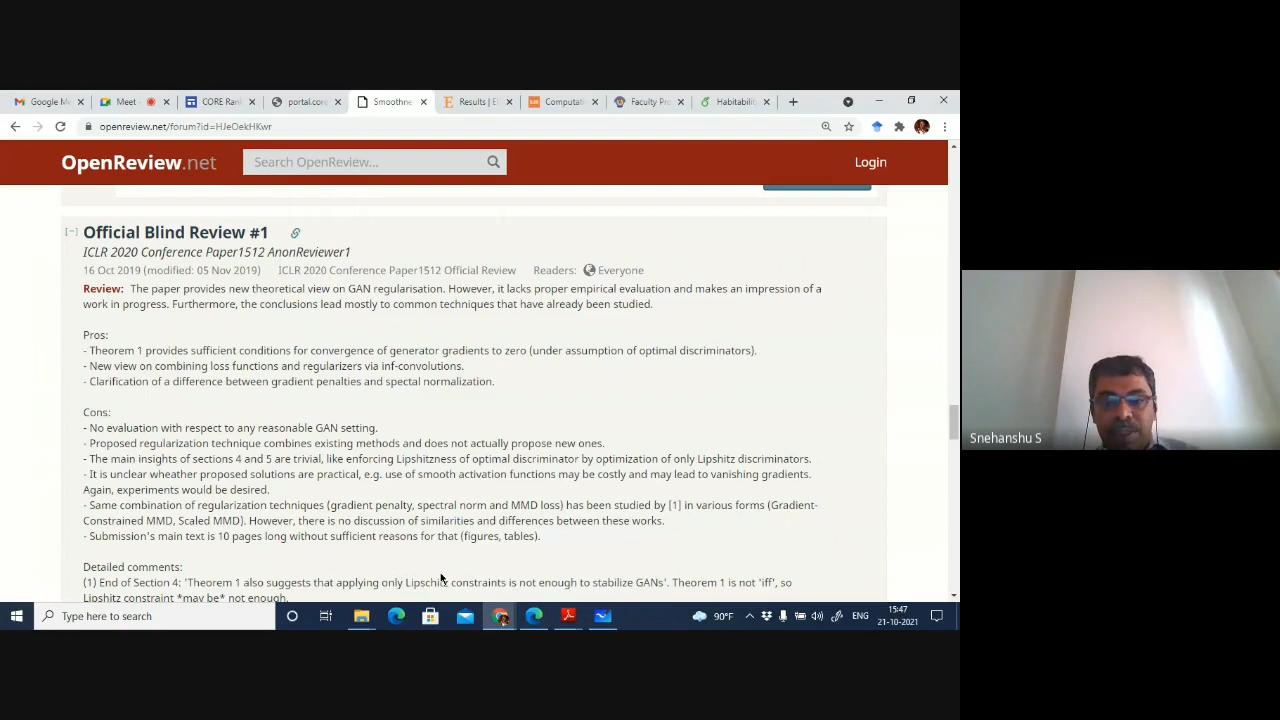 Google M
Meet -
CORE Ran
portal.cor
Smoothne
Results | E
Computat
Faculty Pro
Habitabilit
openreview.net/forum?id=HJeOekHKwr
OpenReview.net
Search OpenReview...
Login
[−]
Official Blind Review #1
ICLR 2020 Conference Paper1512 AnonReviewer1
16 Oct 2019 (modified: 05 Nov 2019) ICLR 2020 Conference Paper1512 Official Review Readers: Everyone
Review: The paper provides new theoretical view on GAN regularisation. However, it lacks proper empirical evaluation and makes an impression of a
work in progress. Furthermore, the conclusions lead mostly to common techniques that have already been studied.
Pros:
- Theorem 1 provides sufficient conditions for convergence of generator gradients to zero (under assumption of optimal discriminators).
- New view on combining loss functions and regularizers via inf-convolutions.
- Clarification of a difference between gradient penalties and special normalization.
Cons:
- No evaluation with respect to any reasonable GAN setting.
- Proposed regularization technique combines existing methods and does not actually propose new ones.
- The main insights of sections 4 and 5 are trivial, like enforcing Lipshitzness of optimal discriminator by optimization of only Lipshitz discriminators.
- It is unclear wheather proposed solutions are practical, e.g. use of smooth activation functions may be costly and may lead to vanishing gradients.
Again, experiments would be desired.
- Same combination of regularization techniques (gradient penalty, spectral norm and MMD loss) has been studied by [1] in various forms (Gradient-
Constrained MMD, Scaled MMD). However, there is no discussion of similarities and differences between these works.
- Submission's main text is 10 pages long without sufficient reasons for that (figures, tables).
Detailed comments:
(1) End of Section 4: 'Theorem 1 also suggests that applying only Lipschitz constraints is not enough to stabilize GANs'. Theorem 1 is not 'iff', so
Lipshitz constraint *may be* not enough.
Type here to search
90°F
ENG
15:47
21-10-2021
Snehanshu S